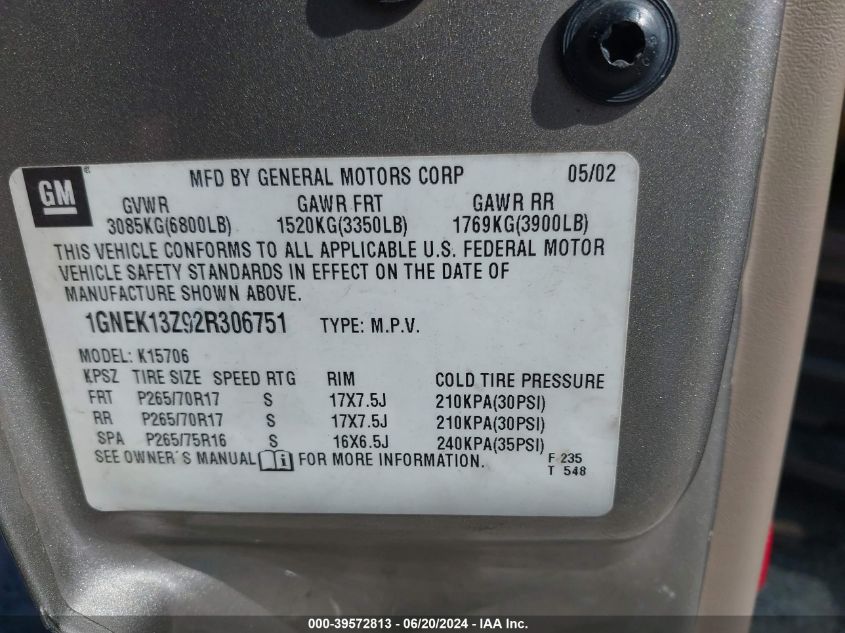 GM ®
MFD BY GENERAL MOTORS CORP 05/02
GVWR GAWR FRT GAWR RR
3085KG(6800LB) 1520KG(3350LB) 1769KG(3900LB)
THIS VEHICLE CONFORMS TO ALL APPLICABLE U.S. FEDERAL MOTOR
VEHICLE SAFETY STANDARDS IN EFFECT ON THE DATE OF
MANUFACTURE SHOWN ABOVE.
1GNEK13Z92R306751 TYPE: M.P.V.
MODEL: K15706
KPSZ TIRE SIZE SPEED RTG RIM COLD TIRE PRESSURE
FRT P265/70R17 S 17X7.5J 210KPA(30PSI)
RR P265/70R17 S 17X7.5J 210KPA(30PSI)
SPA P265/75R16 S 16X6.5J 240KPA(35PSI)
SEE OWNER'S MANUAL FOR MORE INFORMATION. F 235
T 548
000-39572813 - 06/20/2024 - IAA Inc.